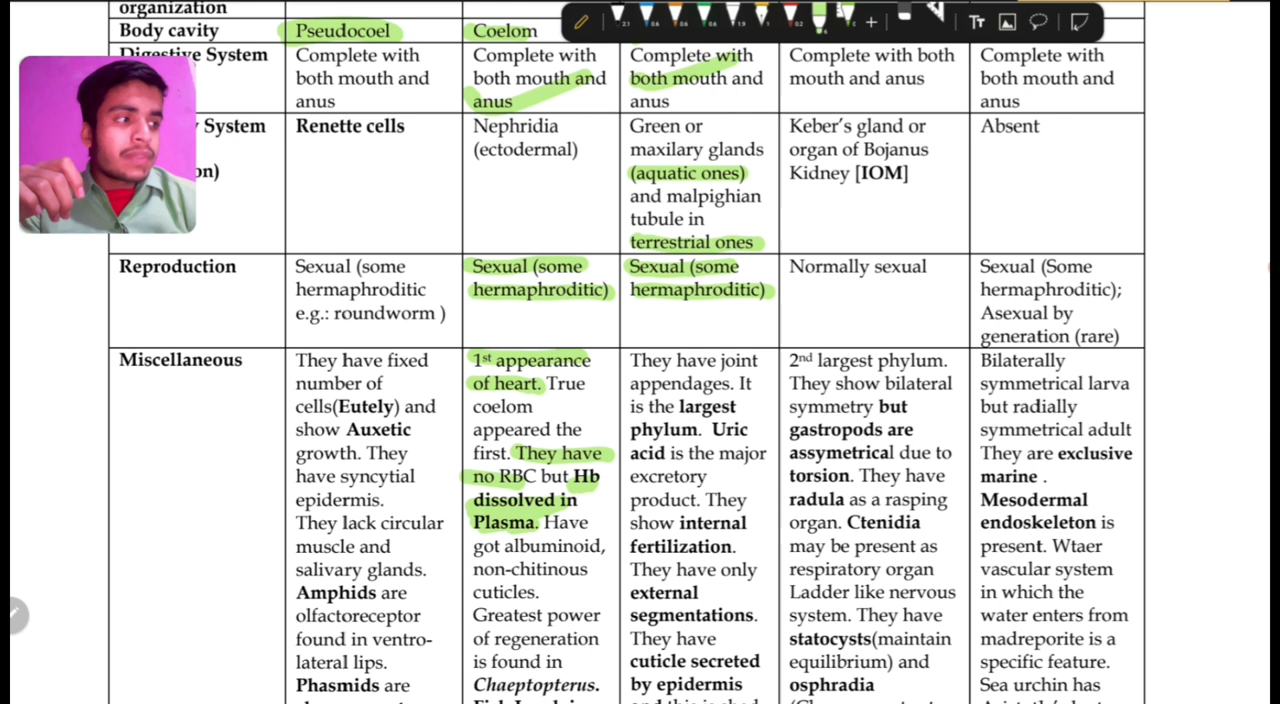 organization
Body cavity
Pseudocoel
Coelom
Digestive System
Complete with
both mouth and
anus
Complete with
both mouth and
anus
Complete with
both mouth and
anus
Complete with both
mouth and anus
Complete with
both mouth and
anus
System
on)
Renette cells
Nephridia
(ectodermal)
Green or
maxilary glands
(aquatic ones)
and malpighian
tubule in
terrestrial ones
Keber's gland or
organ of Bojanus
Kidney [IOM]
Absent
Reproduction
Sexual (some
hermaphroditic
e.g.: roundworm )
Sexual (some
hermaphroditic)
Sexual (some
hermaphroditic)
Normally sexual
Sexual (Some
hermaphroditic);
Asexual by
generation (rare)
Miscellaneous
They have fixed
number of
cells(Eutely) and
show Auxetic
growth. They
have syncytial
epidermis.
They lack circular
muscle and
salivary glands.
Amphids are
olfactoreceptor
found in ventro-
lateral lips.
Phasmids are
1st appearance
of heart. True
coelom
appeared the
first. They have
no RBC but Hb
dissolved in
Plasma. Have
got albuminoid,
non-chitinous
cuticles.
Greatest power
of regeneration
is found in
Chaeptopterus.
They have joint
appendages. It
is the largest
phylum. Uric
acid is the major
excretory
product. They
show internal
fertilization.
They have only
external
segmentations.
They have
cuticle secreted
by epidermis
and this is shed
2nd largest phylum.
They show bilateral
symmetry but
gastropods are
assymetrical due to
torsion. They have
radula as a rasping
organ. Ctenidia
may be present as
respiratory organ
Ladder like nervous
system. They have
statocysts(maintain
equilibrium) and
osphradia
Bilaterally
symmetrical larva
but radially
symmetrical adult
They are exclusive
marine .
Mesodermal
endoskeleton is
present. Wtaer
vascular system
in which the
water enters from
madreporite is a
specific feature.
Sea urchin has